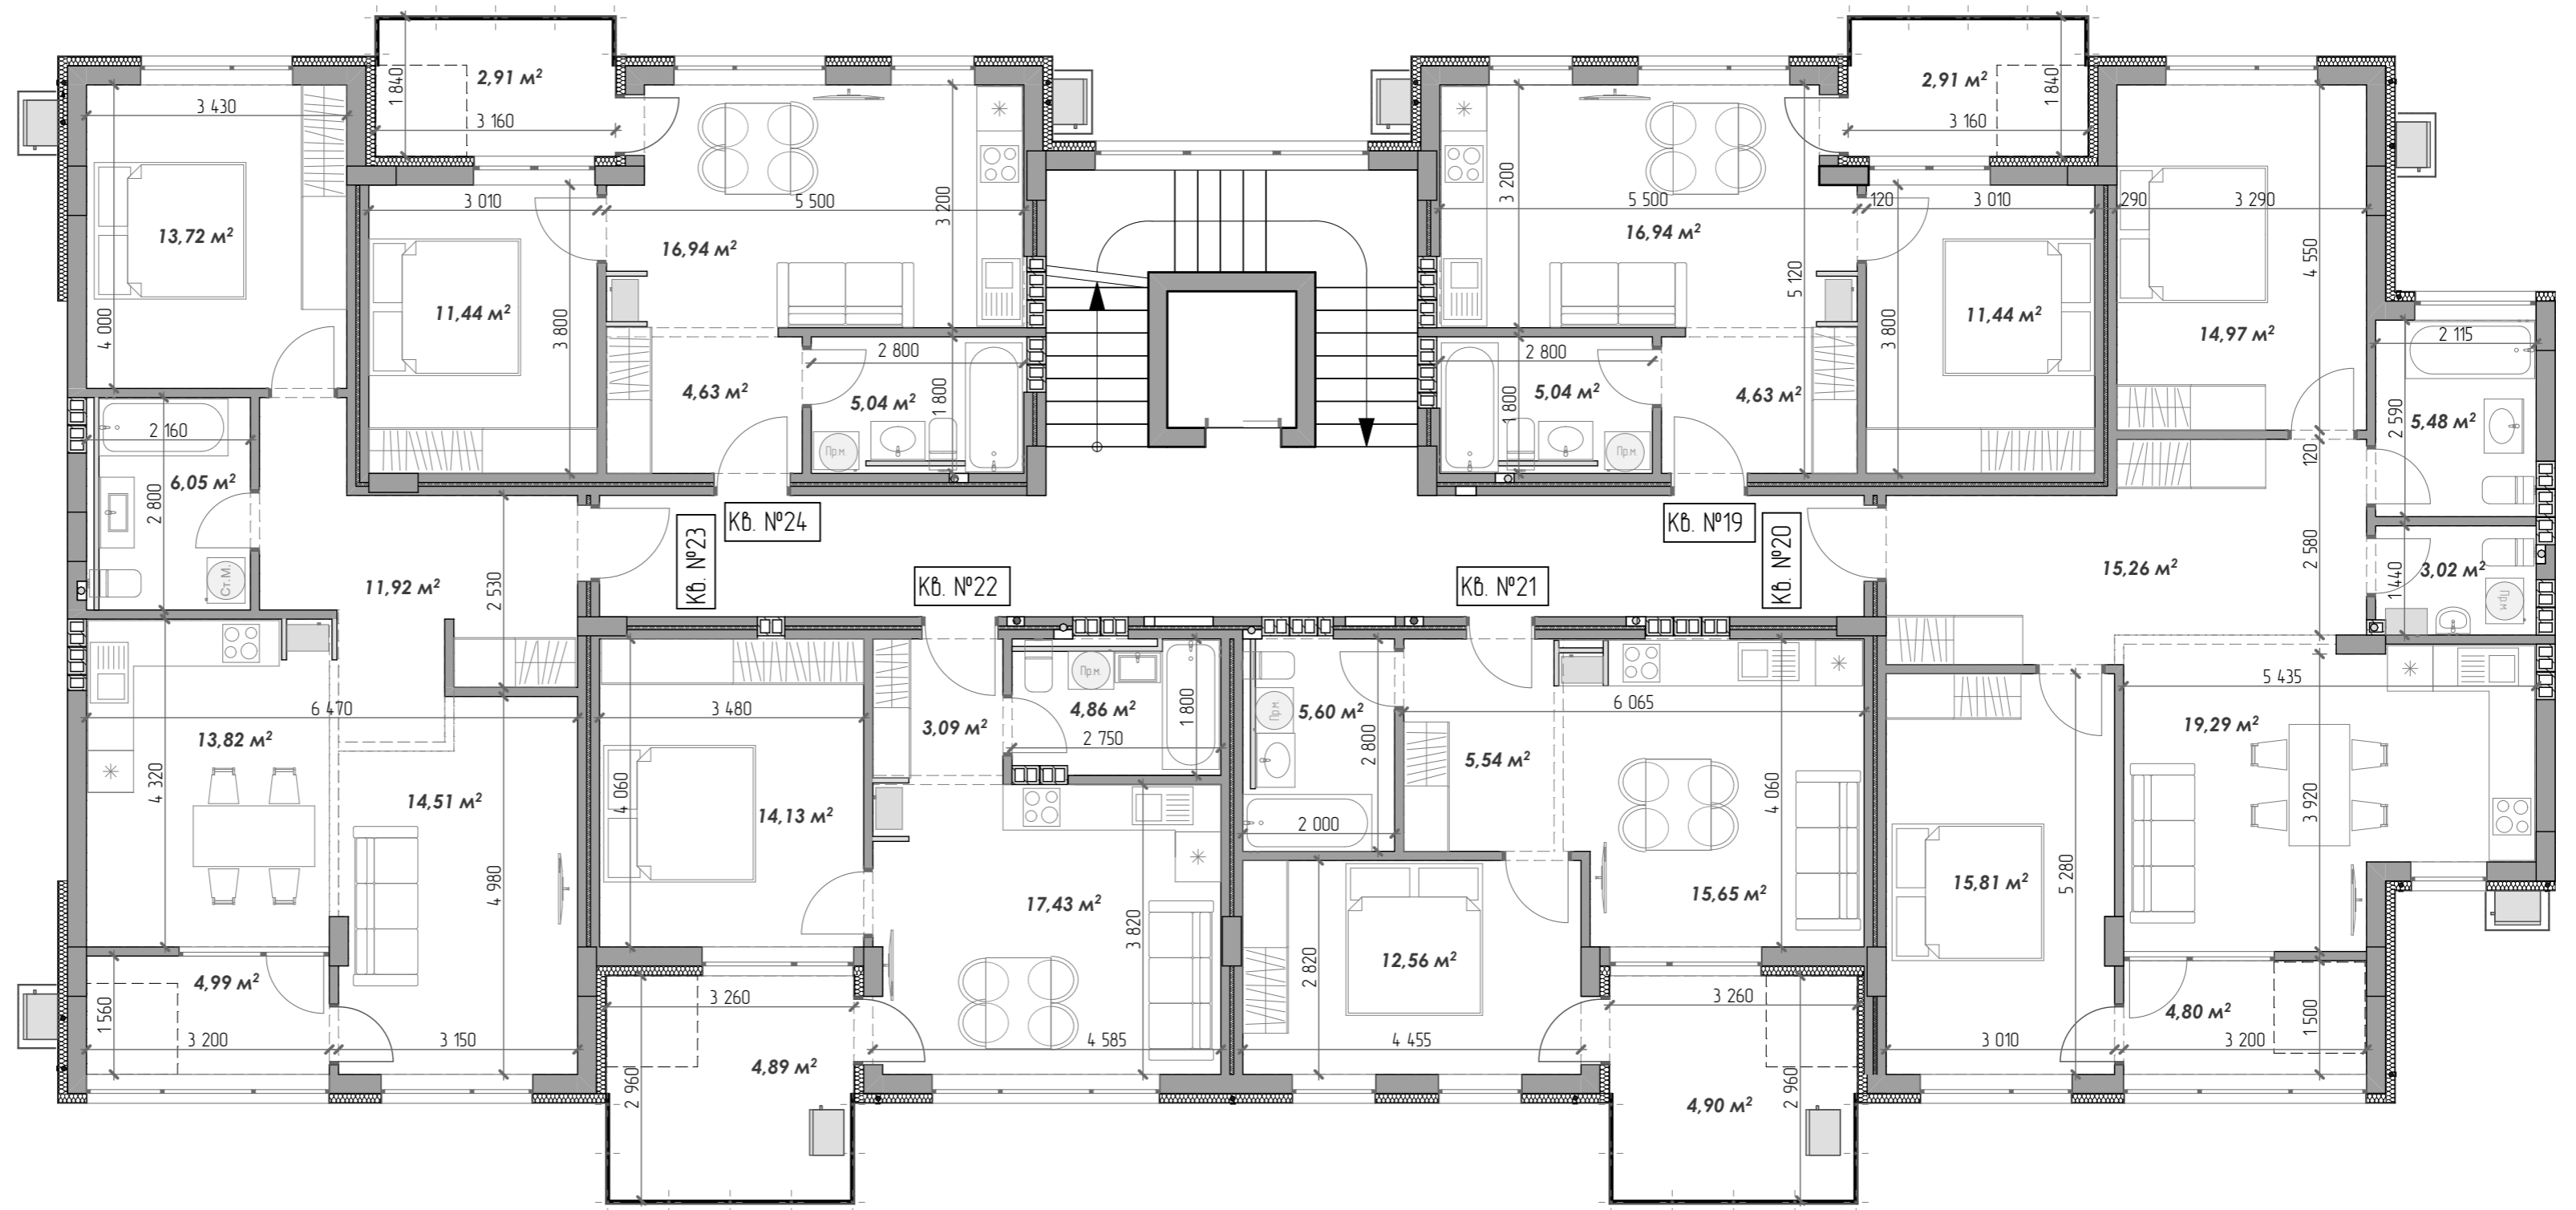 2,91 м²
1 840
3 160
3 430
13,72 м²
4 000
3 010
5 500
3 200
16,94 м²
11,44 м²
3 800
4,63 м²
2 800
5,04 м²
1 800
Пр.м.
2 160
6,05 м²
2 800
Ст.М.
11,92 м²
2 530
Кв. №23
Кв. №24
2,91 м²
1 840
3 160
3 200
5 500
120
3 010
290
3 290
16,94 м²
5 120
11,44 м²
3 800
4 550
14,97 м²
2 115
2 800
5,04 м²
1 800
4,63 м²
Пр.м.
2 590
5,48 м²
120
Кв. №19
Кв. №20
15,26 м²
2 580
1 440
3,02 м²
Пр.м.
Кв. №22
Кв. №21
6 470
13,82 м²
4 320
14,51 м²
4 980
4,99 м²
1 560
3 200
3 150
3 480
4 060
14,13 м²
3,09 м²
Пр.м.
4,86 м²
1 800
2 750
17,43 м²
3 820
4 585
3 260
4,89 м²
2 960
5,60 м²
Пр.м.
2 800
2 000
5,54 м²
6 065
4 060
15,65 м²
12,56 м²
2 820
4 455
3 260
4,90 м²
2 960
15,81 м²
5 280
3 010
5 435
19,29 м²
3 920
4,80 м²
1 500
3 200